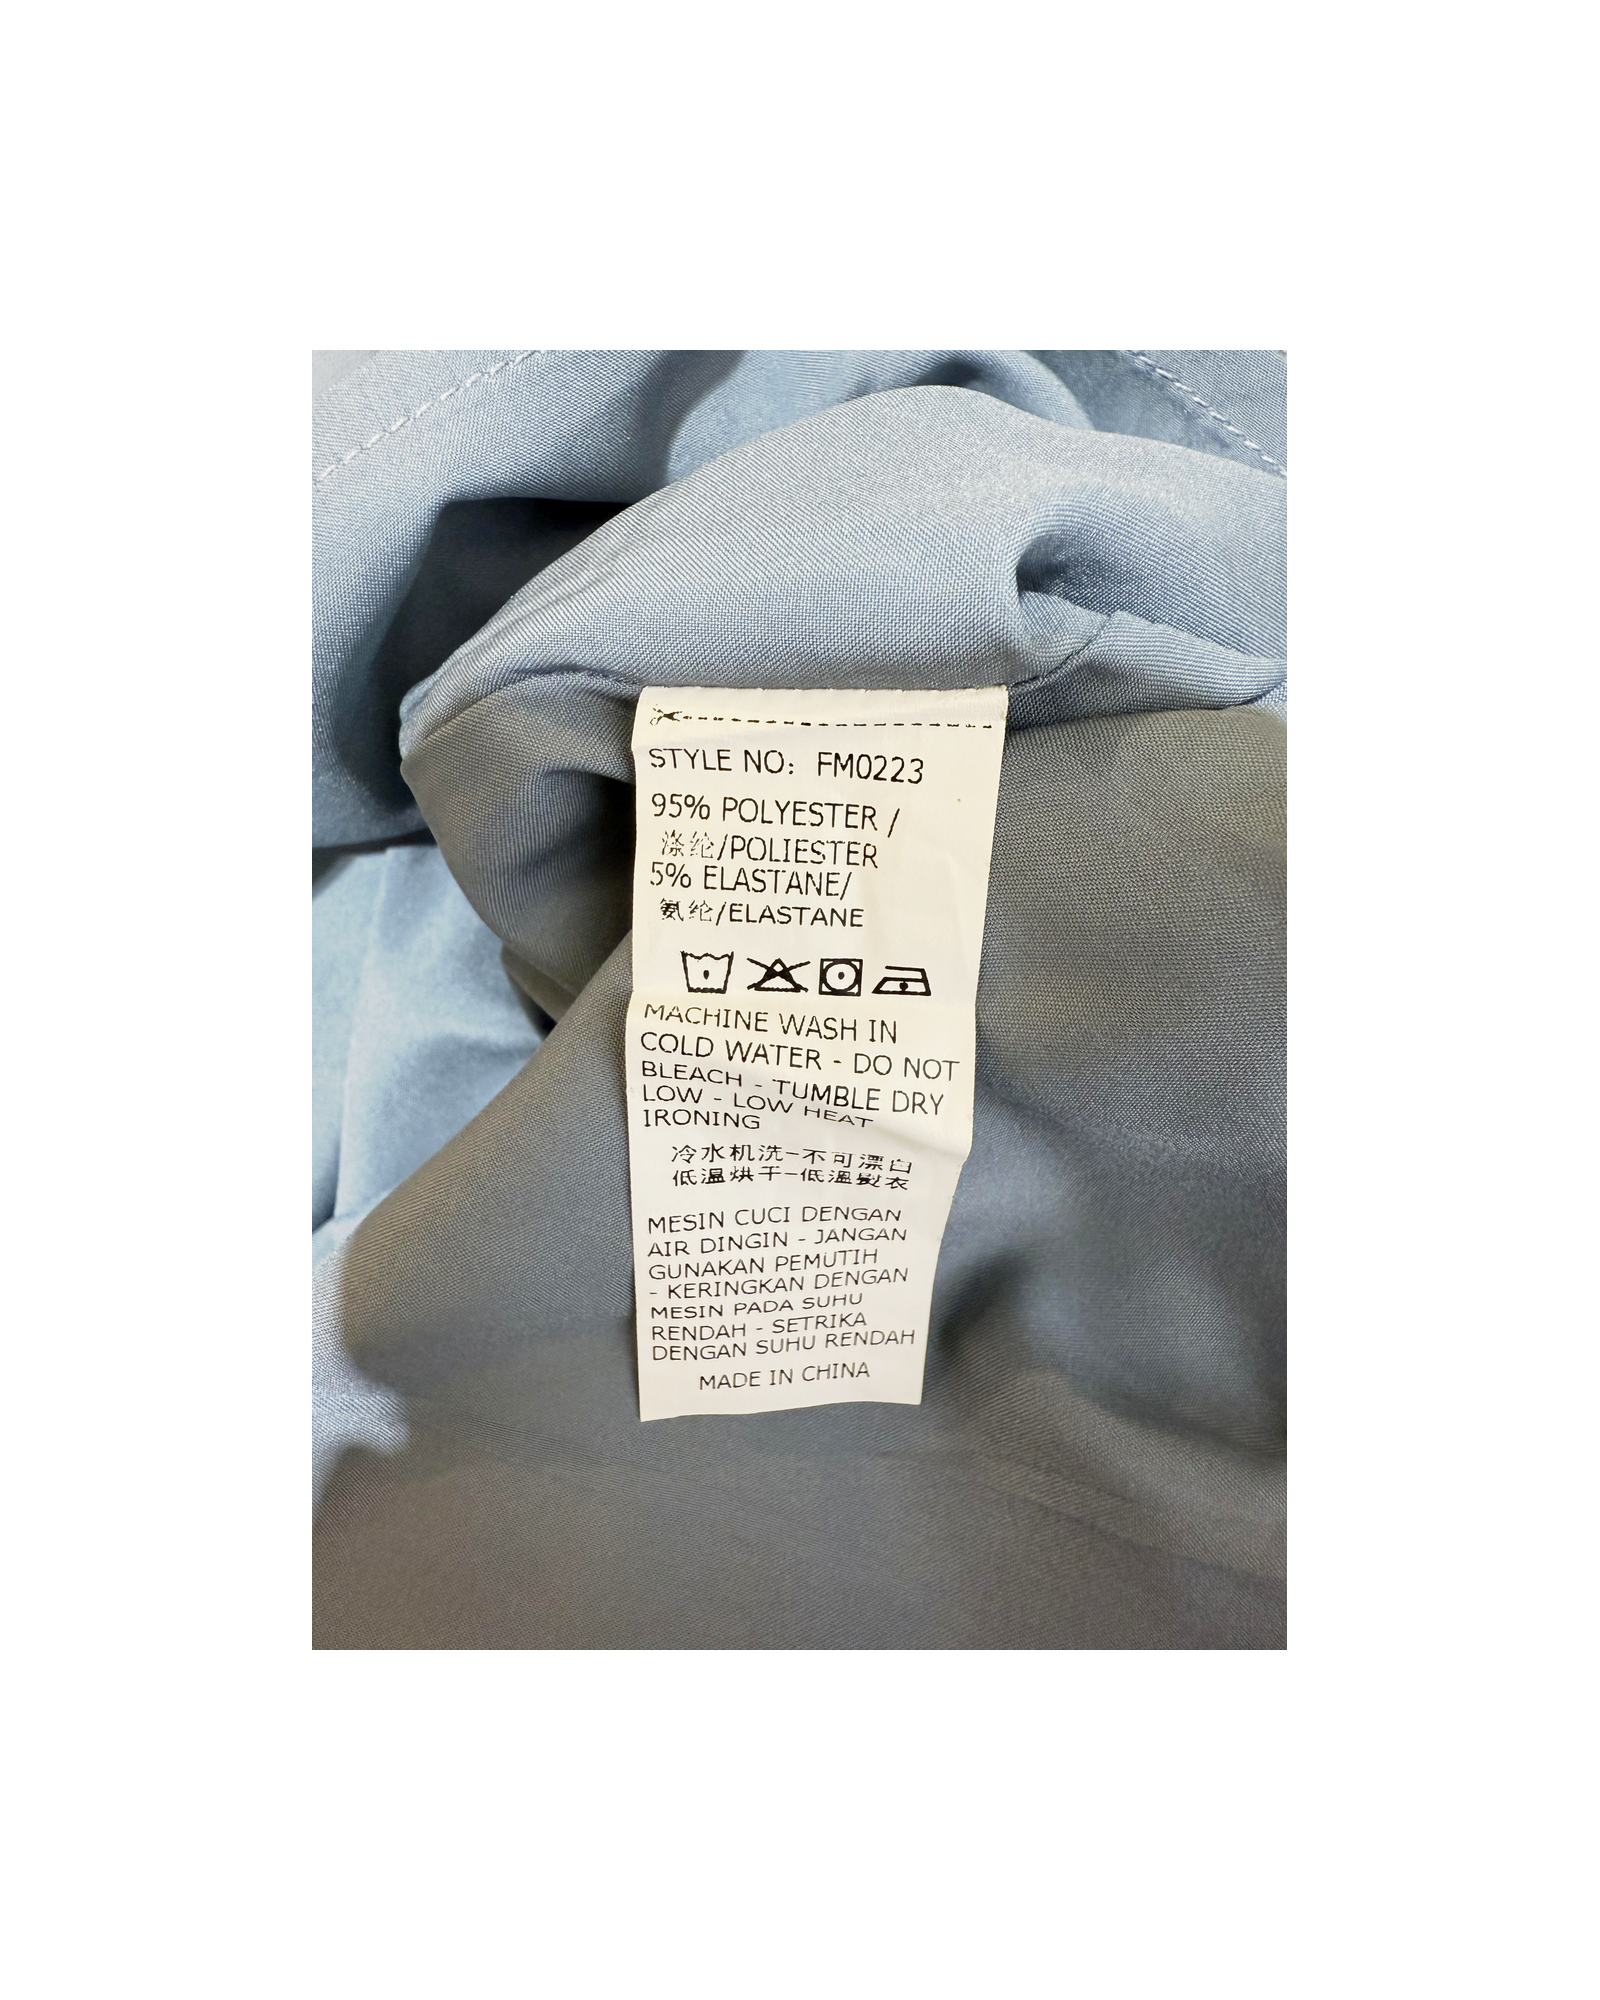 STYLE NO: FM0223
95% POLYESTER /
涤纶/POLIESTER
5% ELASTANE/
氨纶/ELASTANE
MACHINE WASH IN
COLD WATER - DO NOT
BLEACH - TUMBLE DRY
LOW - LOW HEAT
IRONING
冷水机洗-不可漂白
低温烘干-低温熨衣
MESIN CUCI DENGAN
AIR DINGIN - JANGAN
GUNAKAN PEMUTIH
- KERINGKAN DENGAN
MESIN PADA SUHU
RENDAH - SETRIKA
DENGAN SUHU RENDAH
MADE IN CHINA